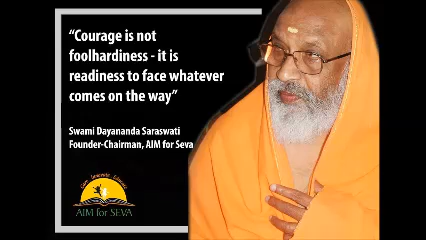 “Courage is not
foolhardiness - it is
readiness to face whatever
comes on the way”
Swami Dayananda Saraswati
Founder-Chairman, AIM for Seva
AIM for SEVA